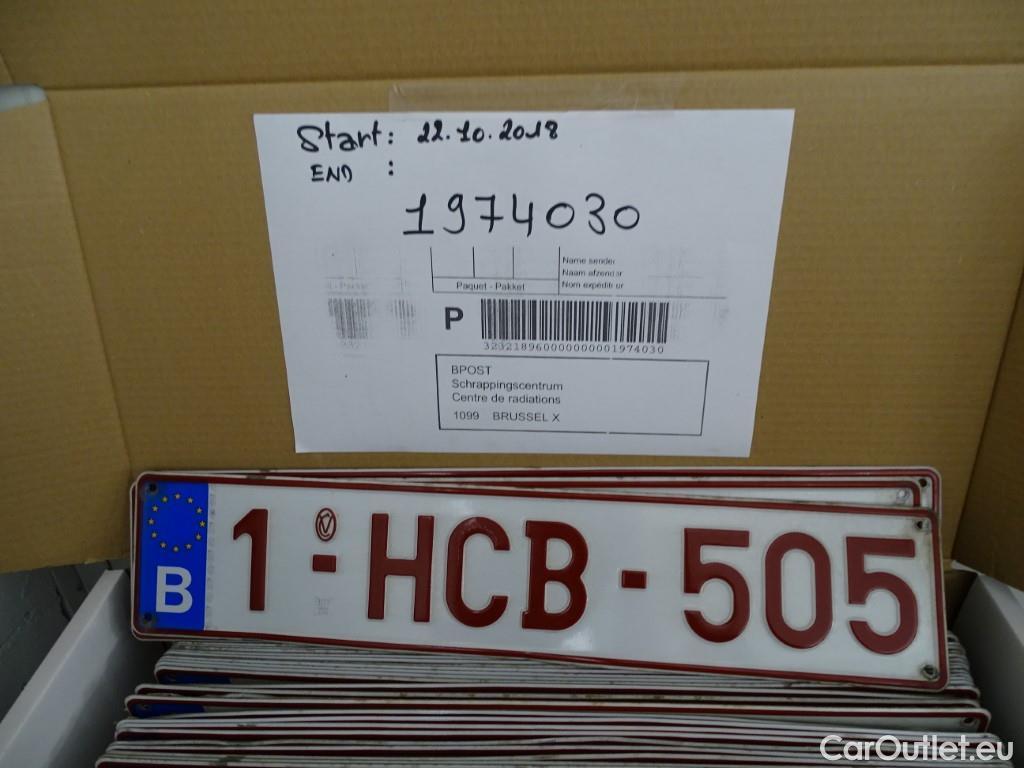 Start: 22.10.2018
END :
1974030
Name sender
Naam afzender
Paquet - Pakket Nom expéditeur
P
323218960000000001974030
BPOST
Schrappingscentrum
Centre de radiations
1099 BRUSSEL X
B 1-HCB-505
CarOutlet.eu